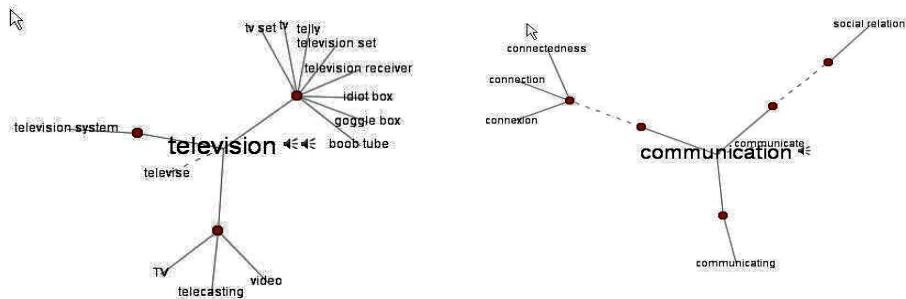 tv set
tv
telly
television set
television receiver
idiot box
goggle box
boob tube
television system
television
televise
TV
telecasting
video
social relation
connectedness
connection
connexion
communicate
communication
communicating